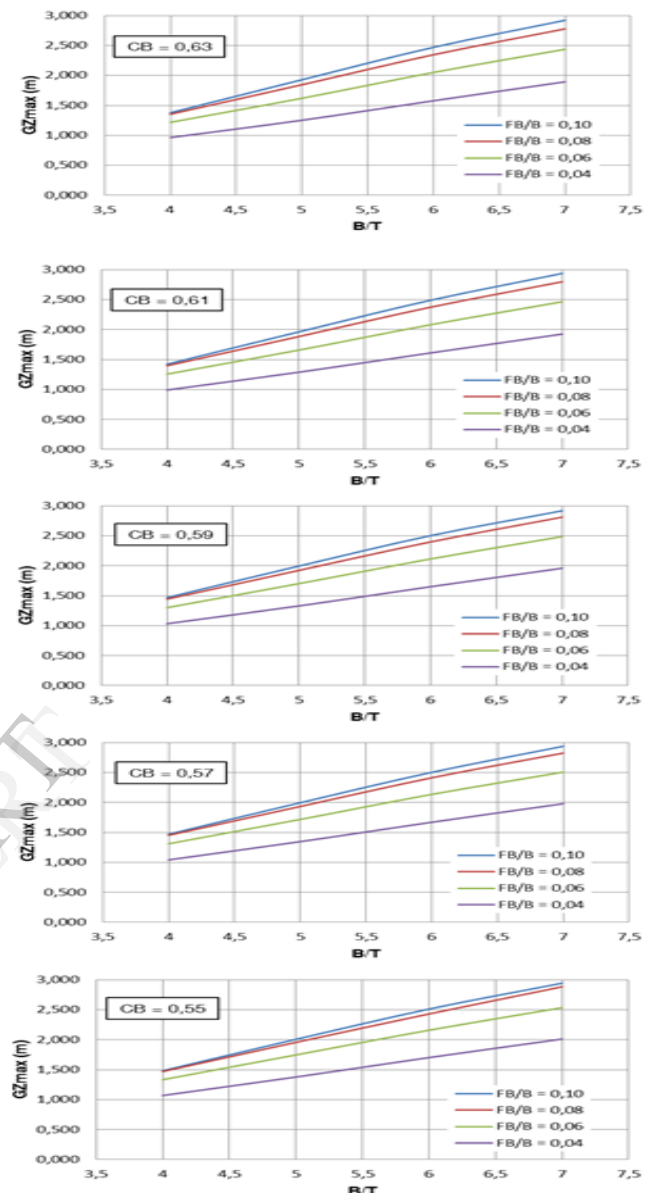 3,000
2,500
2,000
1,500
1,000
0,500
0,000
GZmax (m)
CB = 0,63
FB/B = 0,10
FB/B = 0,08
FB/B = 0,06
FB/B = 0,04
3,5 4 4,5 5 5,5 6 6,5 7 7,5
B/T
3,000
2,500
2,000
1,500
1,000
0,500
0,000
GZmax (m)
CB = 0,61
FB/B = 0,10
FB/B = 0,08
FB/B = 0,06
FB/B = 0,04
3,5 4 4,5 5 5,5 6 6,5 7 7,5
B/T
3,000
2,500
2,000
1,500
1,000
0,500
0,000
GZmax (m)
CB = 0,59
FB/B = 0,10
FB/B = 0,08
FB/B = 0,06
FB/B = 0,04
3,5 4 4,5 5 5,5 6 6,5 7 7,5
B/T
3,000
2,500
2,000
1,500
1,000
0,500
0,000
GZmax (m)
CB = 0,57
FB/B = 0,10
FB/B = 0,08
FB/B = 0,06
FB/B = 0,04
3,5 4 4,5 5 5,5 6 6,5 7 7,5
B/T
3,000
2,500
2,000
1,500
1,000
0,500
0,000
GZmax (m)
CB = 0,55
FB/B = 0,10
FB/B = 0,08
FB/B = 0,06
FB/B = 0,04
3,5 4 4,5 5 5,5 6 6,5 7 7,5
B/T